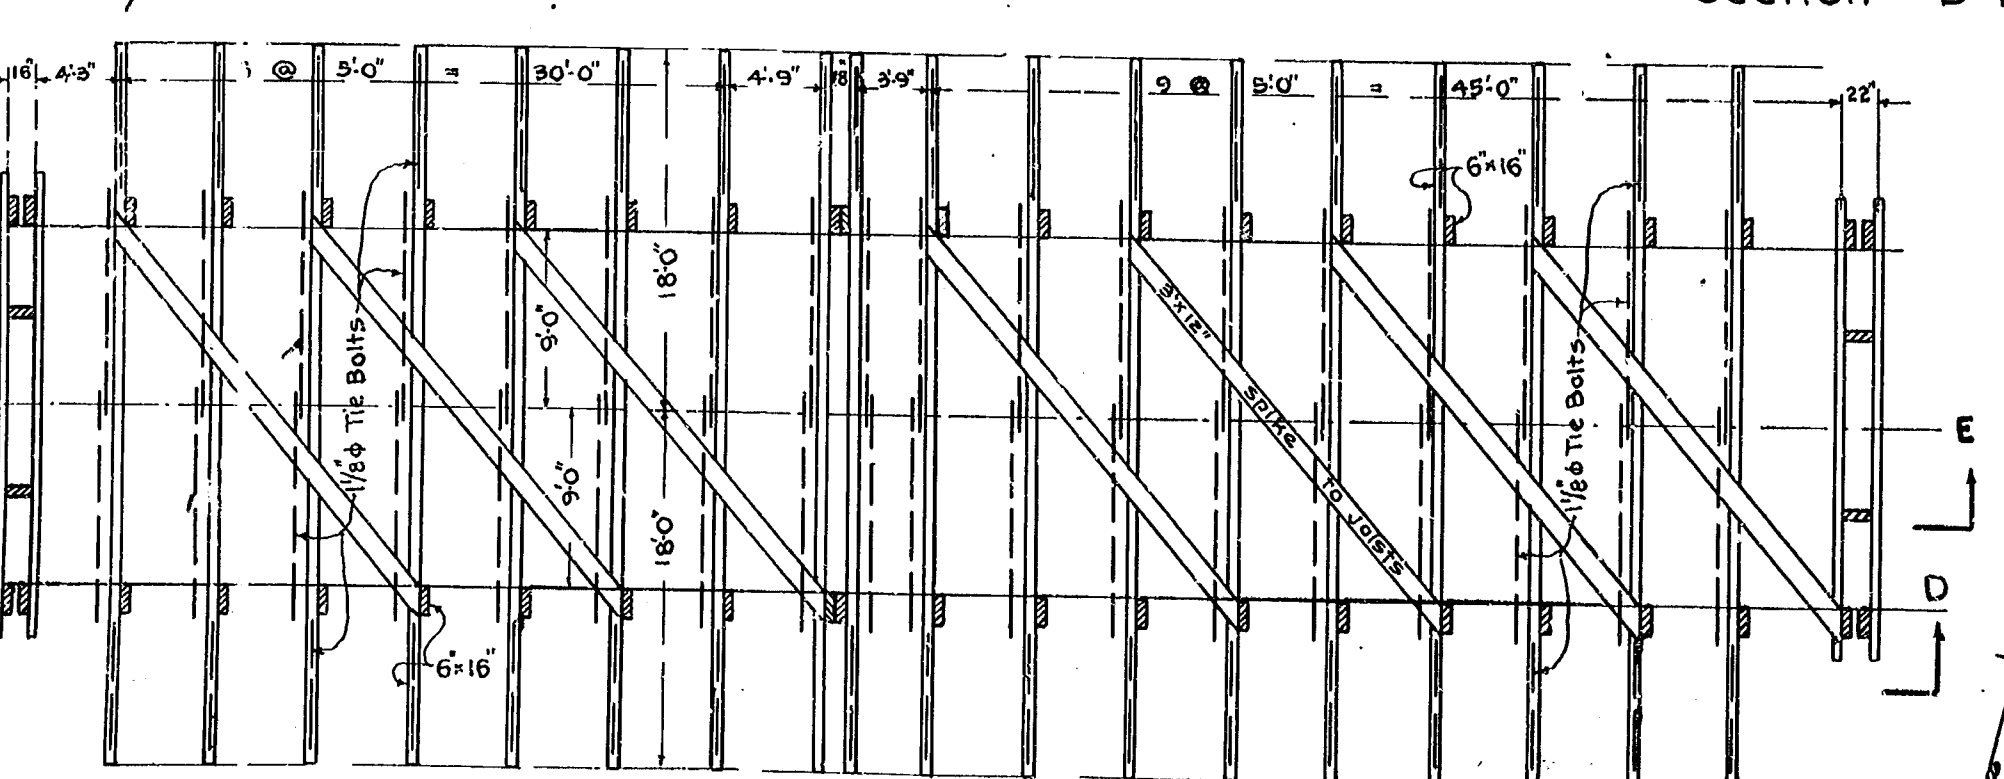 16" 4'-3" @ 5'-0" = 30'-0" 4'-9" 18" 3'-9" 9 @ 5'-0" = 45'-0" 22"
6"x16"
18'-0"
9'-0"
3"x12" spike to Joists
1 1/8 ϕ Tie Bolts
1 1/8" ϕ Tie Bolts
E
9'-0"
18'-0"
D
6"x16"